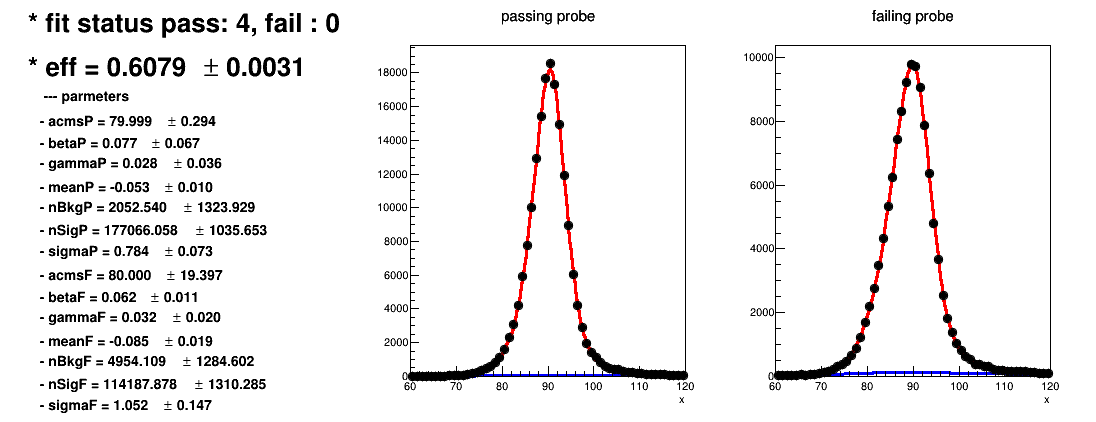 * fit status pass: 4, fail : 0
* eff = 0.6079 ± 0.0031
--- parmeters
- acmsP = 79.999 ± 0.294
- betaP = 0.077 ± 0.067
- gammaP = 0.028 ± 0.036
- meanP = -0.053 ± 0.010
- nBkgP = 2052.540 ± 1323.929
- nSigP = 177066.058 ± 1035.653
- sigmaP = 0.784 ± 0.073
- acmsF = 80.000 ± 19.397
- betaF = 0.062 ± 0.011
- gammaF = 0.032 ± 0.020
- meanF = -0.085 ± 0.019
- nBkgF = 4954.109 ± 1284.602
- nSigF = 114187.878 ± 1310.285
- sigmaF = 1.052 ± 0.147
passing probe
18000
16000
14000
12000
10000
8000
6000
4000
2000
0
60 70 80 90 100 110 120
x
failing probe
10000
8000
6000
4000
2000
0
60 70 80 90 100 110 120
x